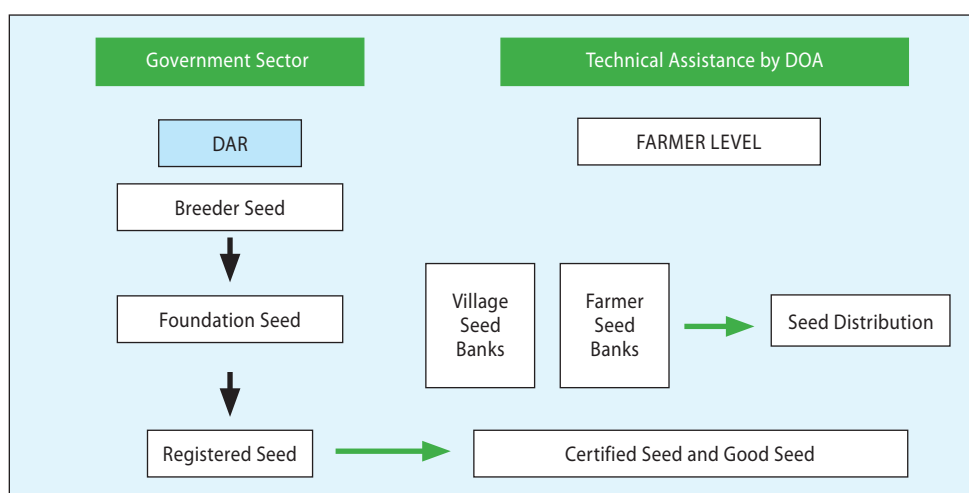 Government Sector
Technical Assistance by DOA
DAR
FARMER LEVEL
Breeder Seed
Foundation Seed
Village
Seed
Banks
Farmer
Seed
Banks
Seed Distribution
Registered Seed
Certified Seed and Good Seed